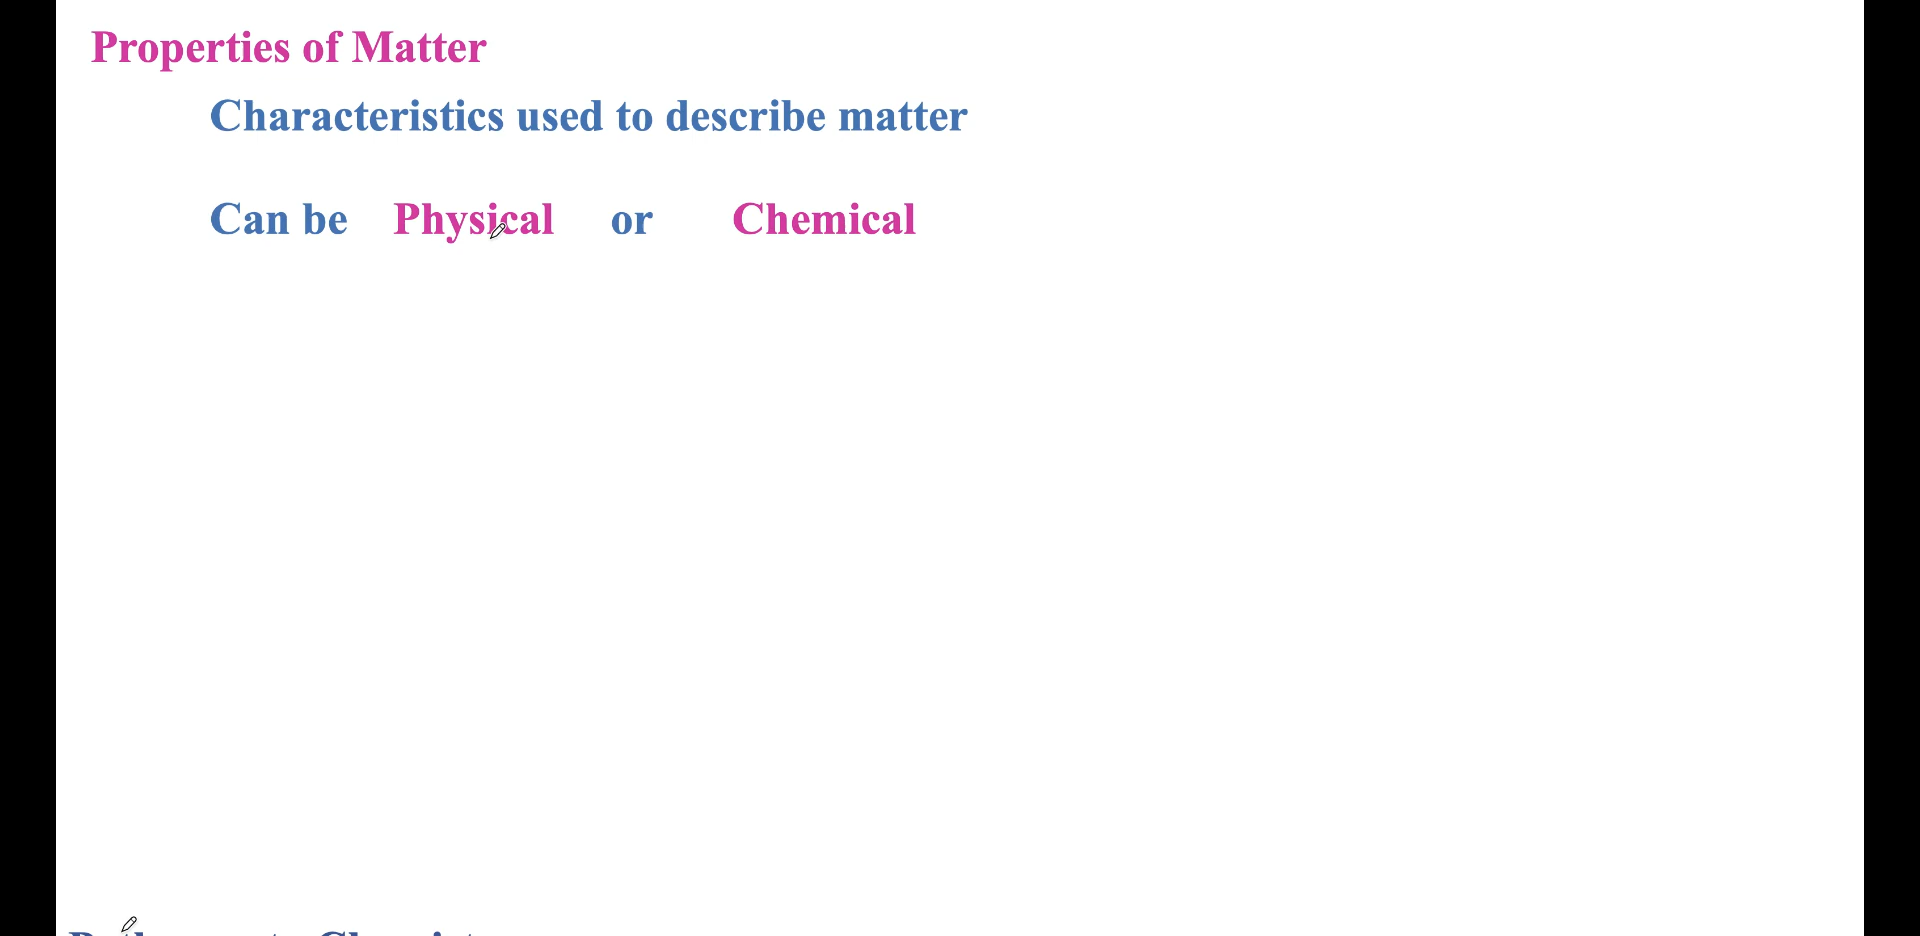 Properties of Matter
Characteristics used to describe matter
Can be Physical or Chemical